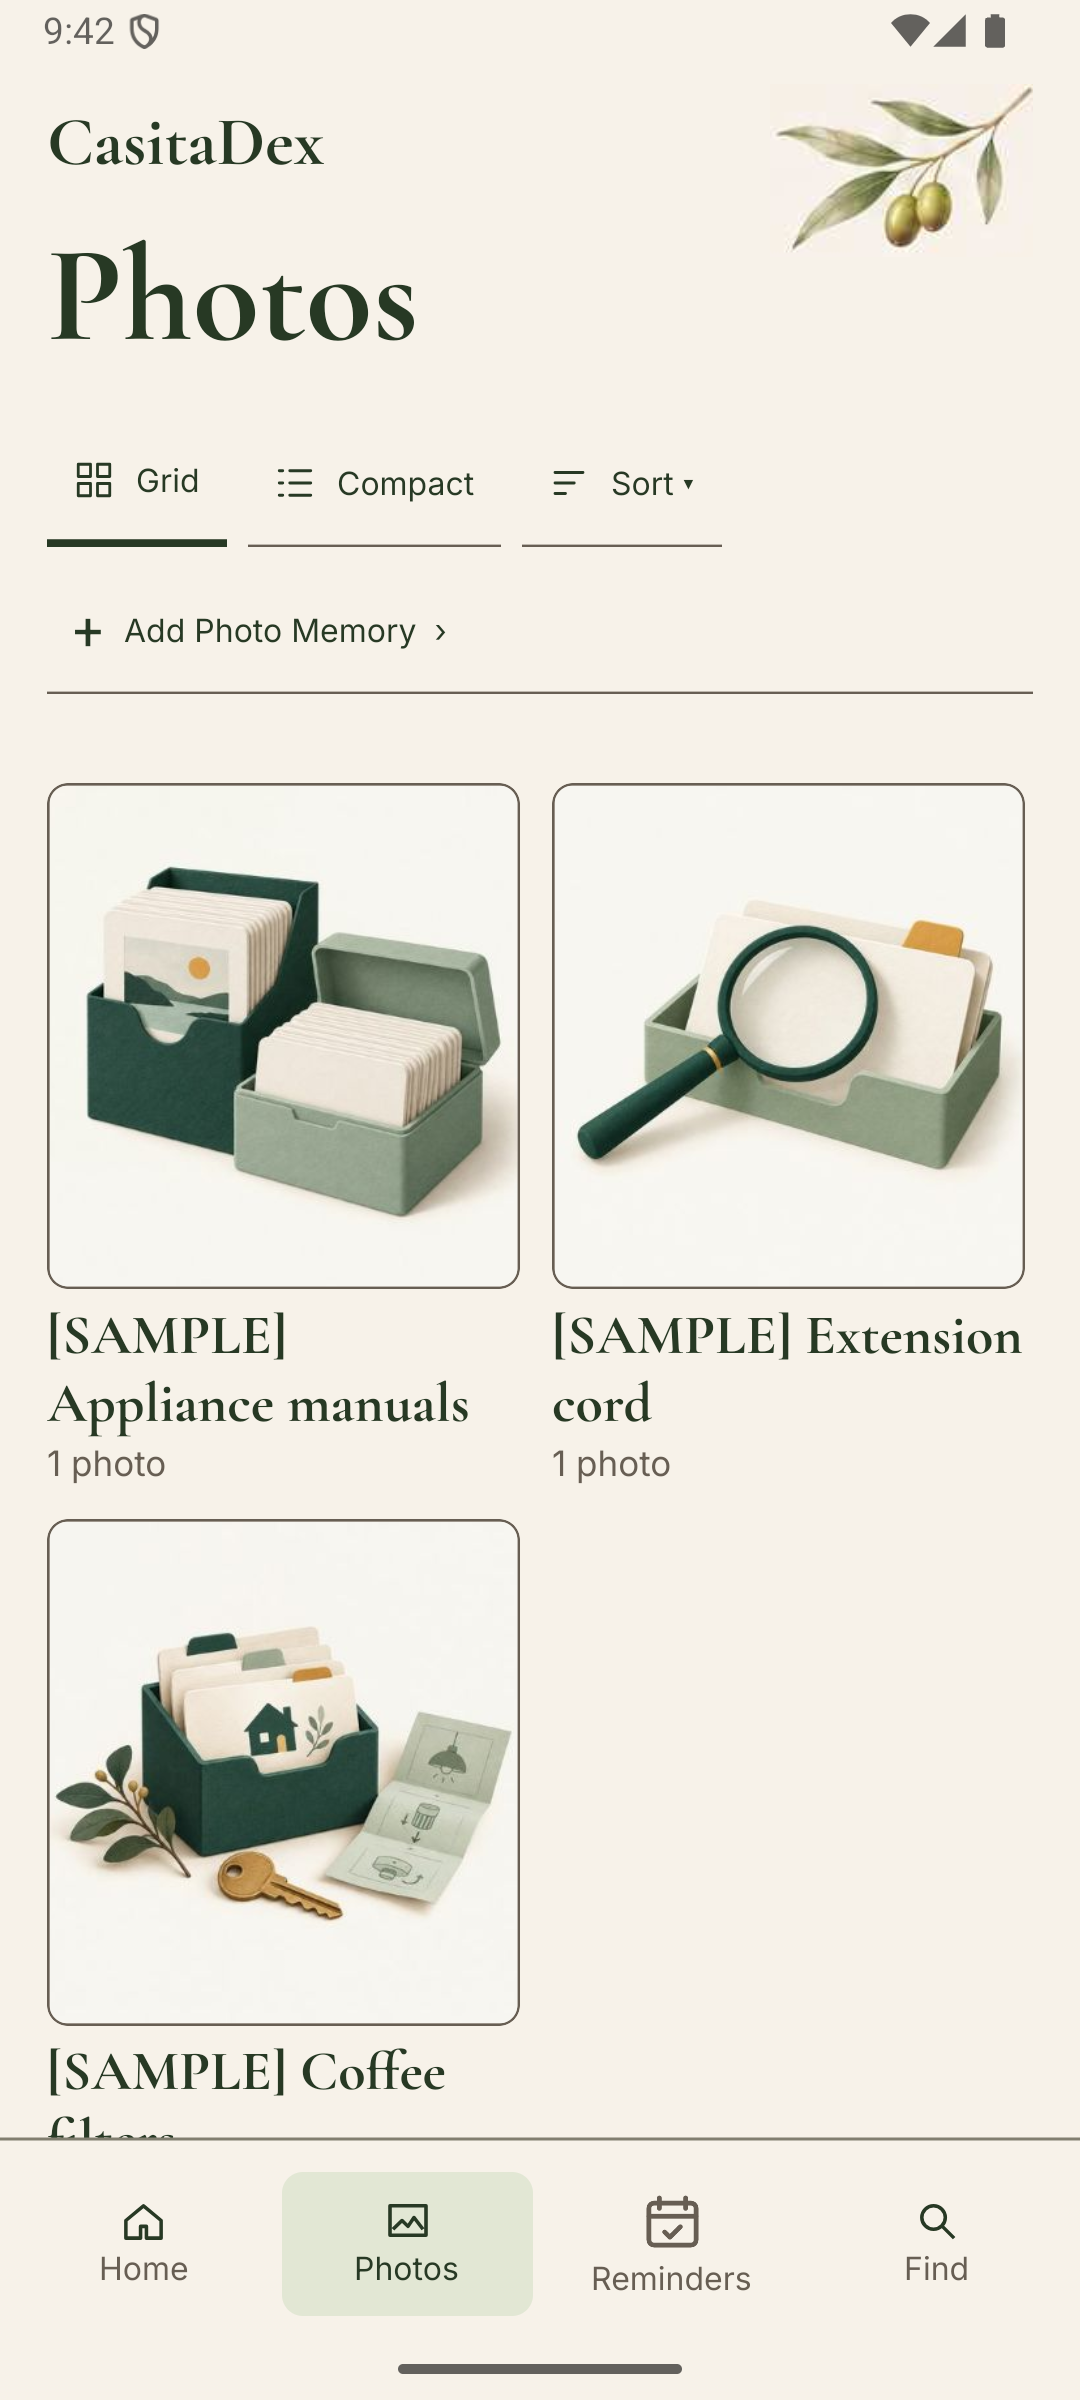 9:42
CasitaDex
Photos
Grid
Compact
Sort ▾
+ Add Photo Memory ›
[SAMPLE]
Appliance manuals
1 photo
[SAMPLE] Extension
cord
1 photo
[SAMPLE] Coffee
filters
Home
Photos
Reminders
Find